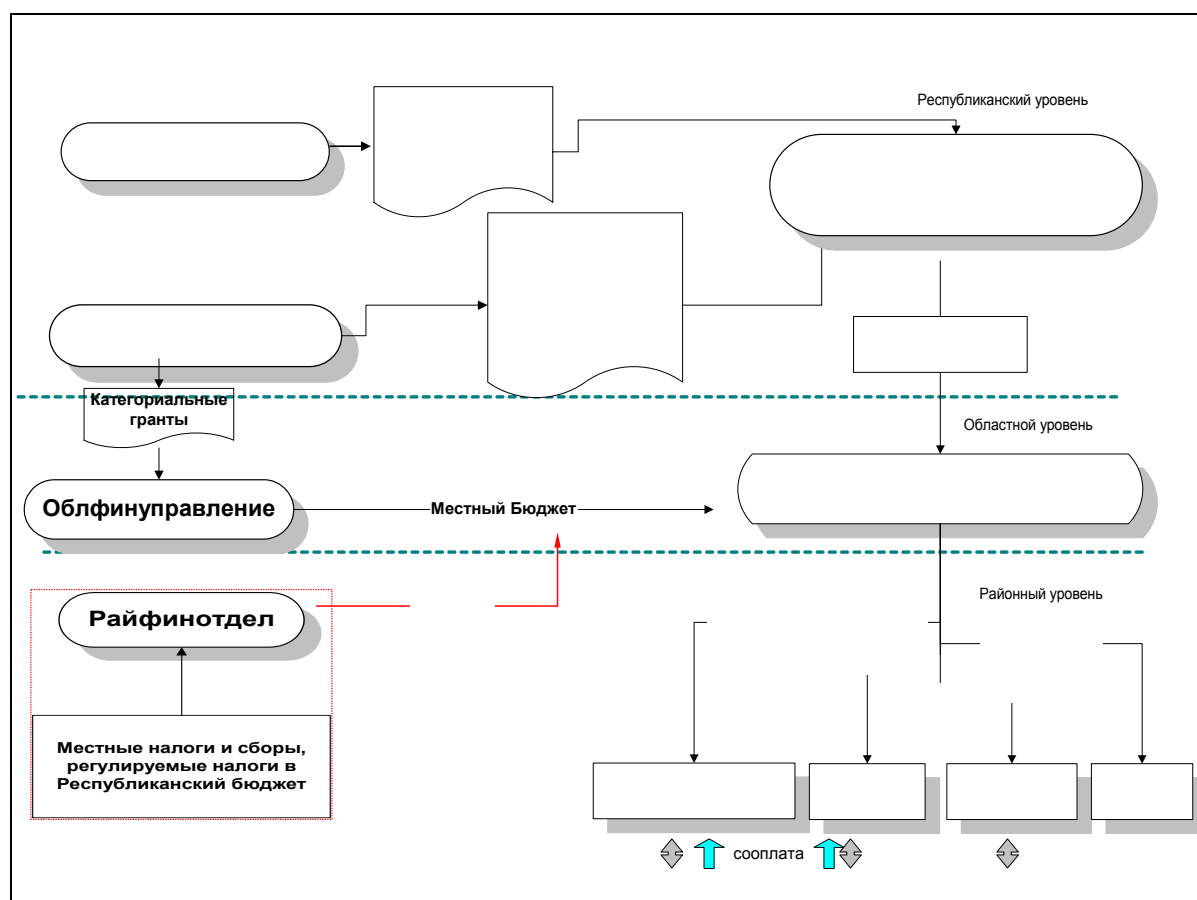 Республиканский уровень
Категориальные
гранты
Областной уровень
Облфинуправление
Местный Бюджет
Районный уровень
Райфинотдел
Местные налоги и сборы,
регулируемые налоги в
Республиканский бюджет
сооплата